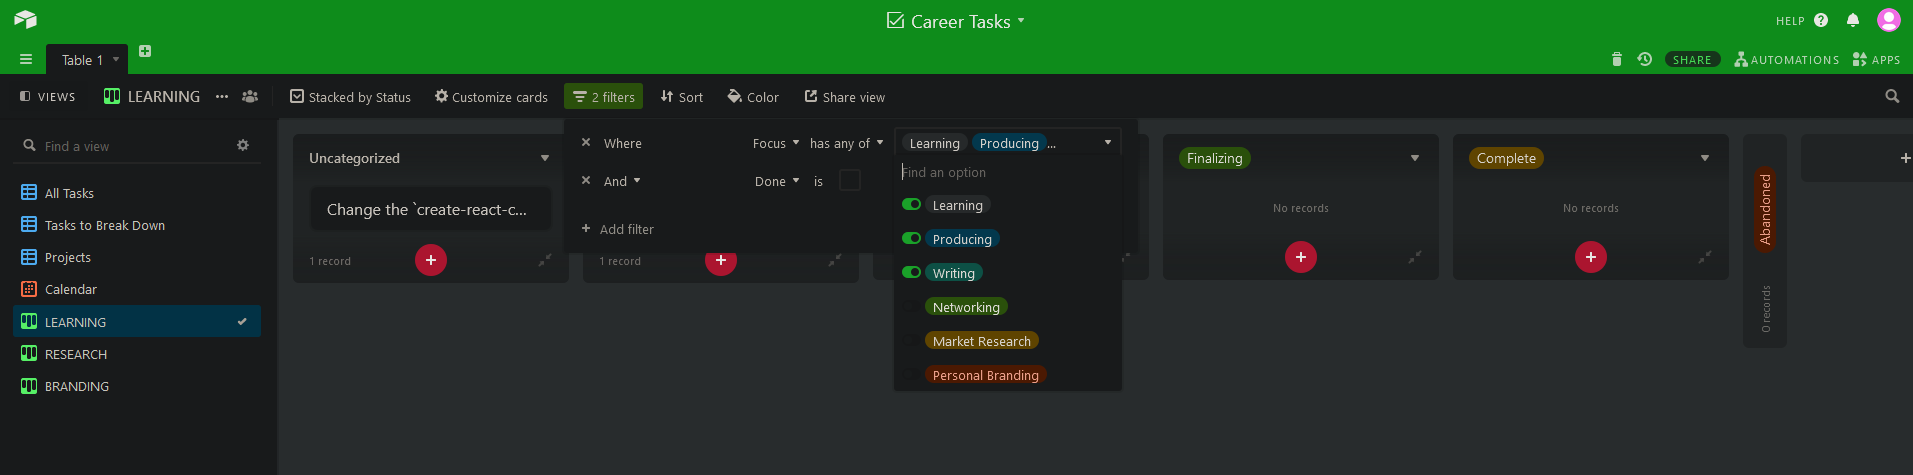 Career Tasks
HELP
Table 1
SHARE
AUTOMATIONS
APPS
VIEWS
LEARNING
Stacked by Status
Customize cards
2 filters
Sort
Color
Share view
Find a view
All Tasks
Tasks to Break Down
Projects
Calendar
LEARNING
RESEARCH
BRANDING
Uncategorized
Change the `create-react-c...
1 record
1 record
Where
Focus
has any of
Learning Producing ...
And
Done
is
Add filter
Find an option
Learning
Producing
Writing
Networking
Market Research
Personal Branding
Finalizing
No records
Complete
No records
Abandoned
0 records